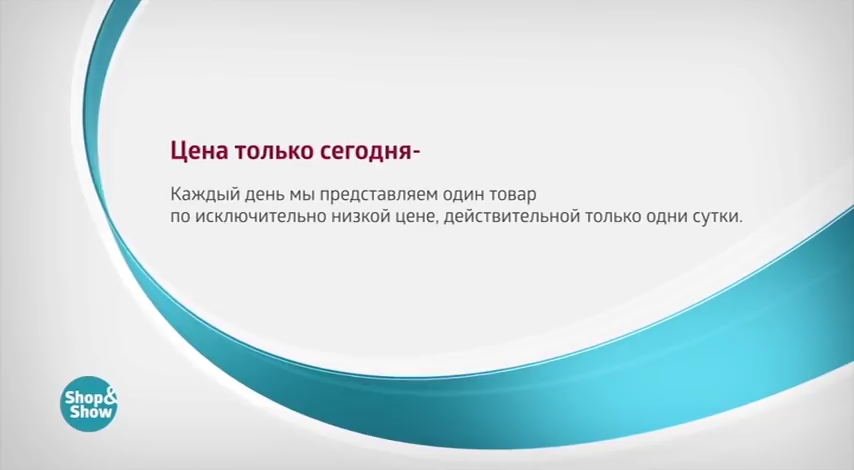 Цена только сегодня-
Каждый день мы представляем один товар
по исключительно низкой цене, действительной только одни сутки.
Shop&
Show